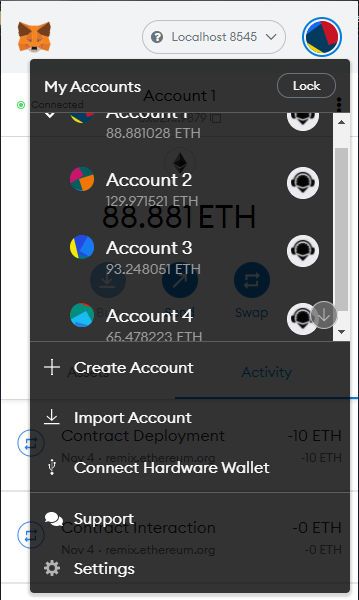 Localhost 8545
My Accounts
Lock
Connected
Account 1
Account 1
88.881028 ETH
Account 2
129.971521 ETH
88.881 ETH
Account 3
93.248051 ETH
Swap
Account 4
65.478223 ETH
Create Account
Assets
Activity
Import Account
Contract Deployment
-10 ETH
Nov 4 · remix.ethereum.org
-10 ETH
Connect Hardware Wallet
Support
Contract Interaction
-0 ETH
Nov 4 · remix.ethereum.org
-0 ETH
Settings